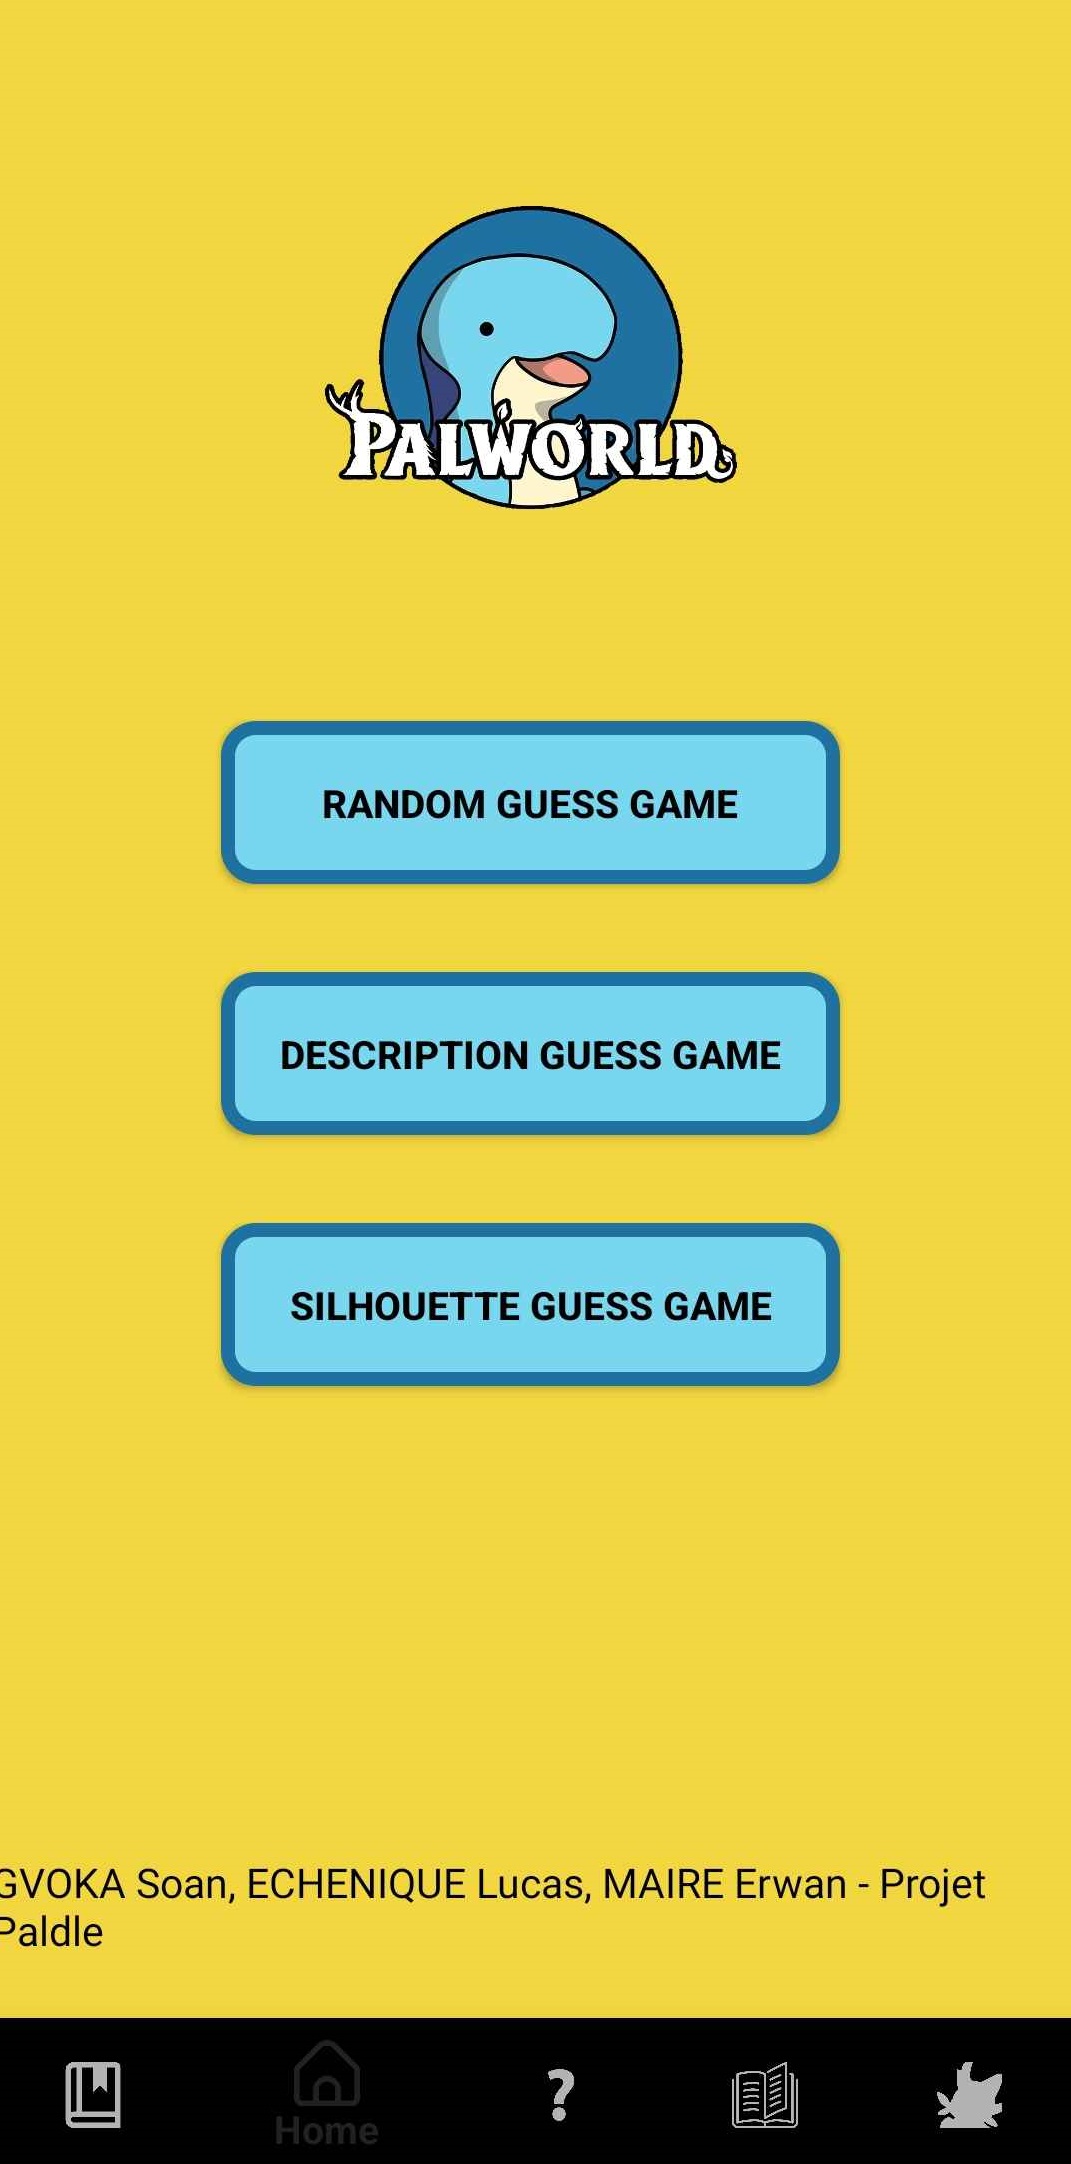 PALWORLD
RANDOM GUESS GAME
DESCRIPTION GUESS GAME
SILHOUETTE GUESS GAME
GVOKA Soan, ECHENIQUE Lucas, MAIRE Erwan - Projet
Paldle
?
Home